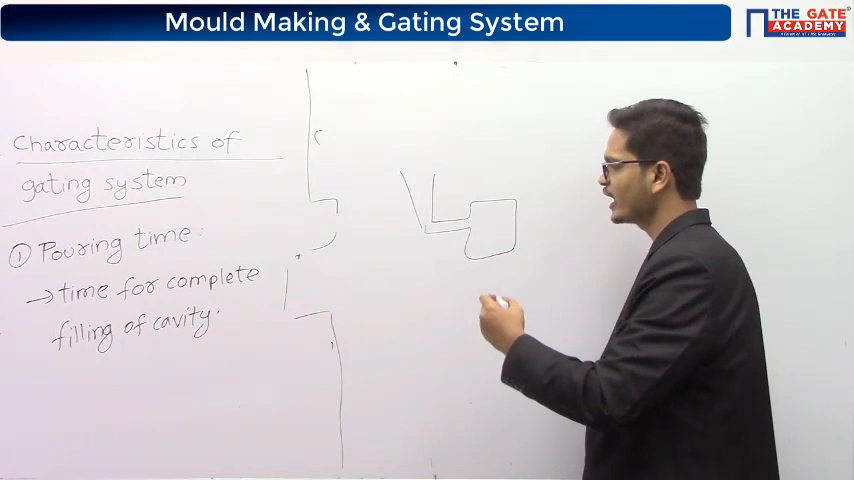 Mould Making & Gating System
THE GATE
ACADEMY
Characteristics of
gating system
① Pouring time:
→ time for complete
filling of cavity.